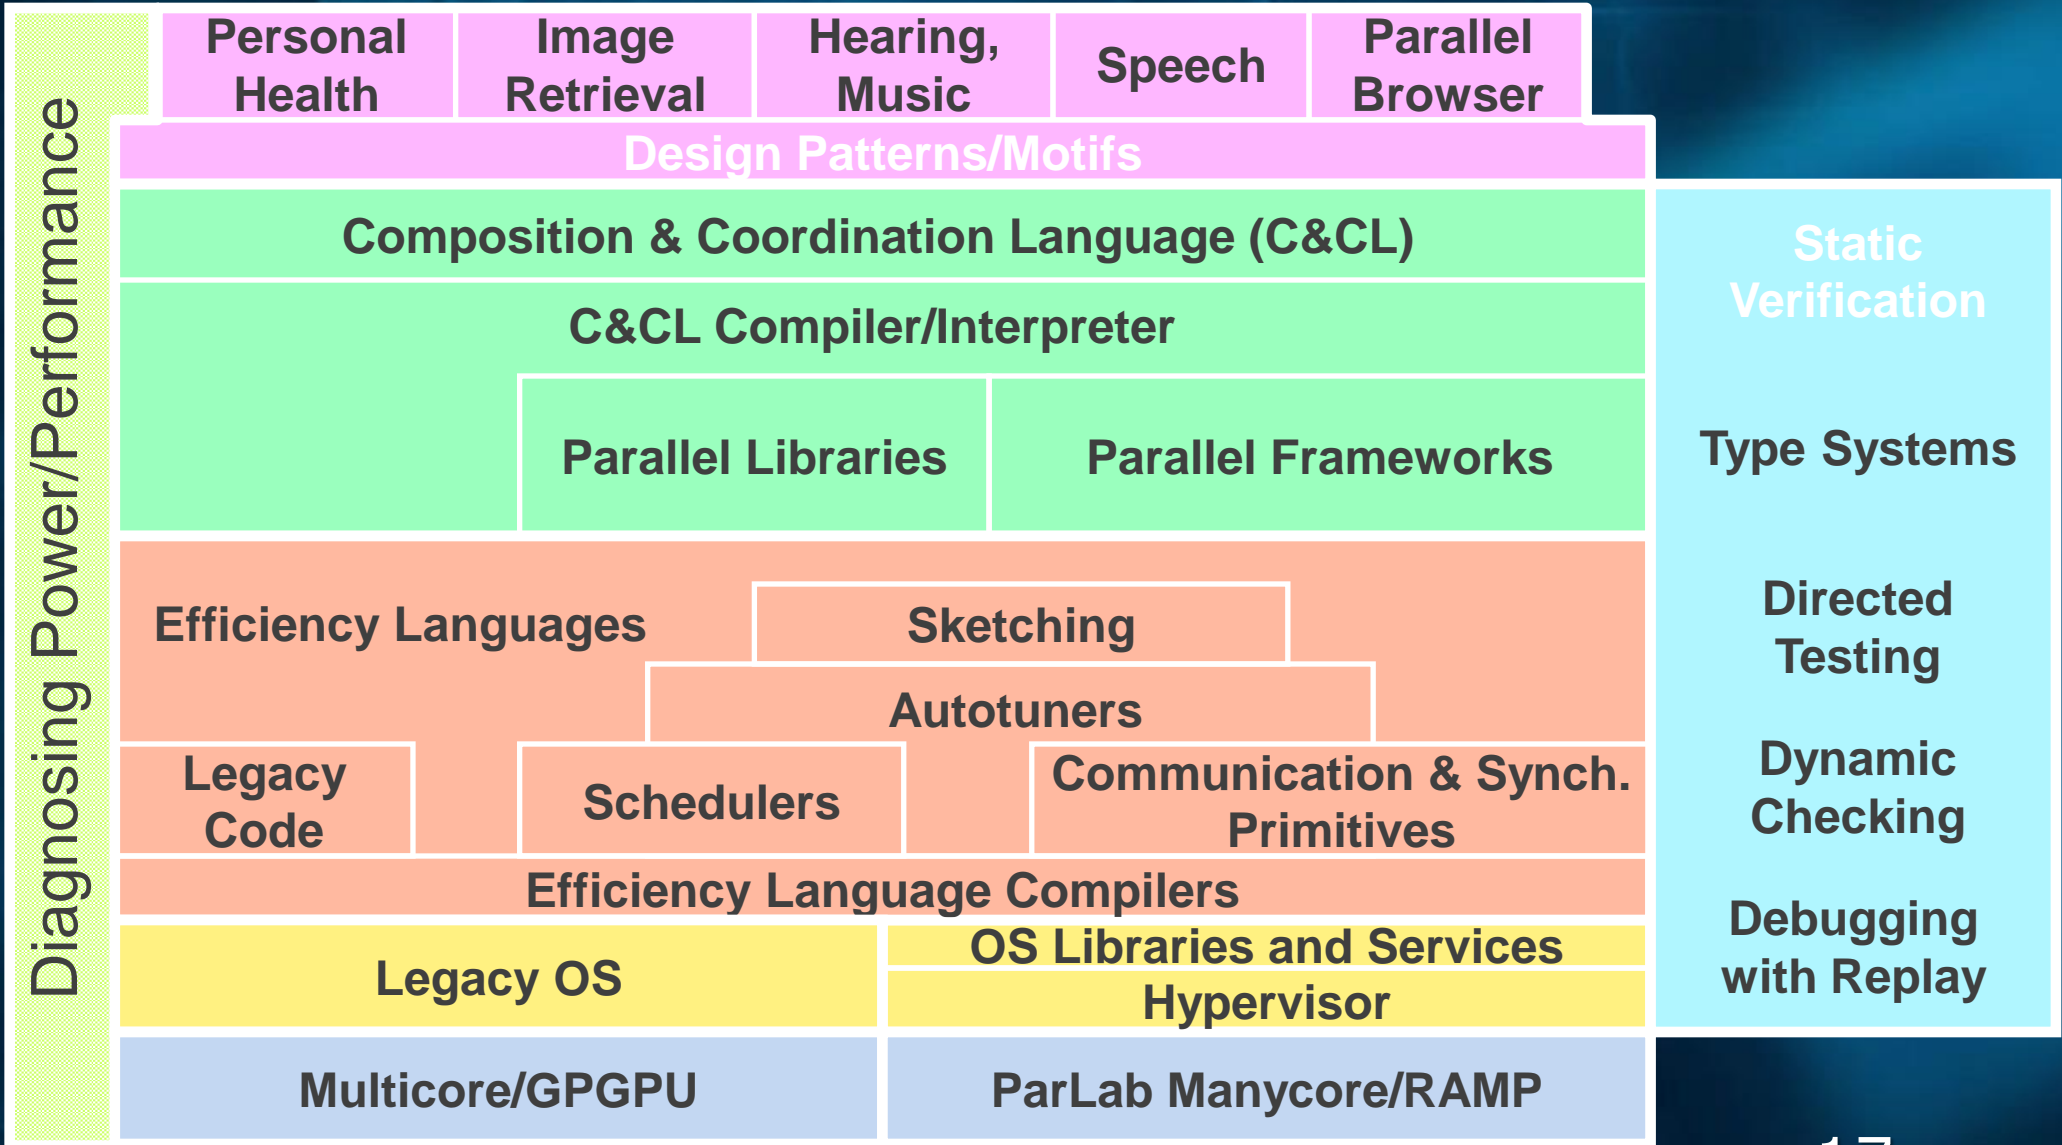 Diagnosing Power/Performance
Personal
Health
Image
Retrieval
Hearing,
Music
Speech
Parallel
Browser
Design Patterns/Motifs
Composition & Coordination Language (C&CL)
C&CL Compiler/Interpreter
Parallel Libraries
Parallel Frameworks
Efficiency Languages
Sketching
Autotuners
Legacy
Code
Schedulers
Communication & Synch.
Primitives
Efficiency Language Compilers
Legacy OS
OS Libraries and Services
Hypervisor
Multicore/GPGPU
ParLab Manycore/RAMP
Static
Verification
Type Systems
Directed
Testing
Dynamic
Checking
Debugging
with Replay